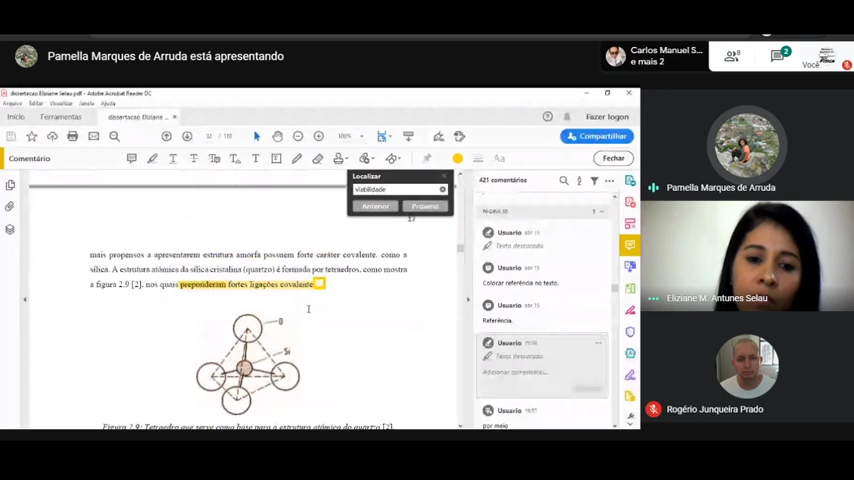 Pamella Marques de Arruda está apresentando
Carlos Manuel S...
e mais 2
8
2
Você
dissertacao Eliziane Selau.pdf - Adobe Acrobat Reader DC
Arquivo Editar Visualizar Janela Ajuda
Início Ferramentas dissertacao Eliziane ...
Fazer logon
32 / 110
100%
Compartilhar
Comentário
Fechar
Localizar
viabilidade
Anterior Próximo
421 comentários
17
mais propensos a apresentarem estrutura amorfa possuem forte caráter covalente, como a
sílica. A estrutura atômica da sílica cristalina (quartzo) é formada por tetraedros, como mostra
a figura 2.9 [2], nos quais preponderam fortes ligações covalente
O
Si
Figura 2.9: Tetraedro que serve como base para a estrutura atômica do quartzo [2].
Usuario
Texto destacado
Usuario
Colocar referência no texto.
Usuario
Referência.
Usuario
Texto destacado
Adicionar comentário...
Usuario
por meio
Pamella Marques de Arruda
Eliziane M. Antunes Selau
Rogério Junqueira Prado